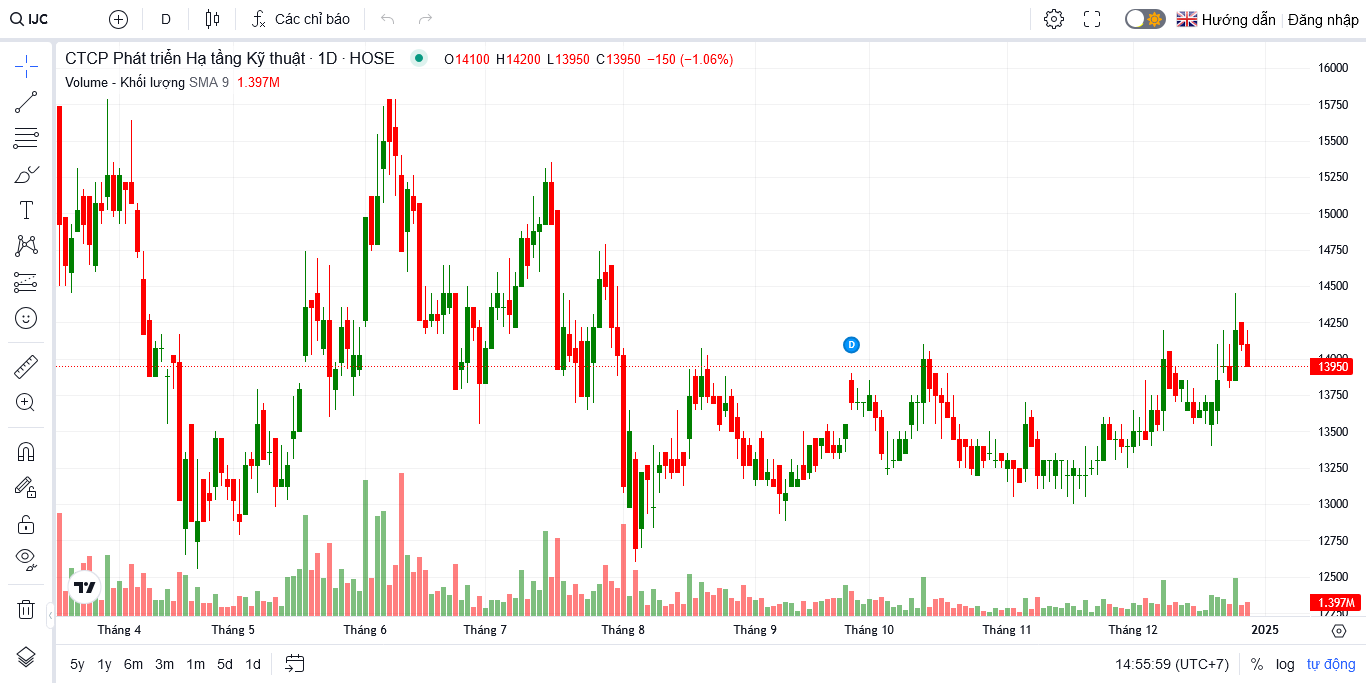 IJC D Các chỉ báo Hướng dẫn Đăng nhập
CTCP Phát triển Hạ tầng Kỹ thuật · 1D · HOSE O14100 H14200 L13950 C13950 −150 (−1.06%)
Volume - Khối lượng SMA 9 1.397M
16000
15750
15500
15250
15000
14750
14500
14250
D
14000
13950
13750
13500
13250
13000
12750
12500
1.397M
12250
Tháng 4 Tháng 5 Tháng 6 Tháng 7 Tháng 8 Tháng 9 Tháng 10 Tháng 11 Tháng 12 2025
5y 1y 6m 3m 1m 5d 1d 14:55:59 (UTC+7) % log tự động